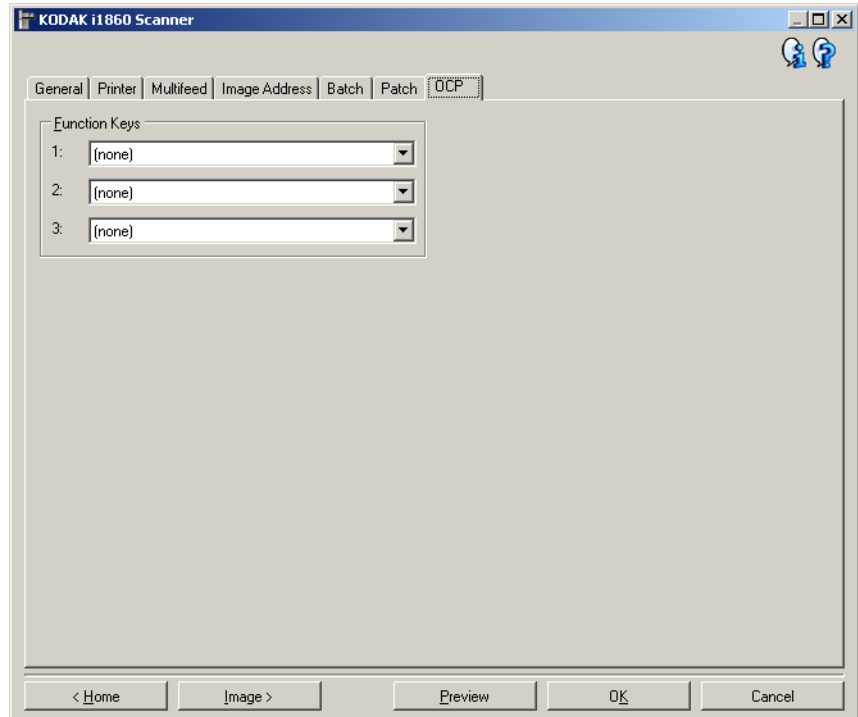 KODAK i1860 Scanner
General Printer Multifeed Image Address Batch Patch OCP
Function Keys
1: (none)
2: (none)
3: (none)
< Home Image > Preview OK Cancel